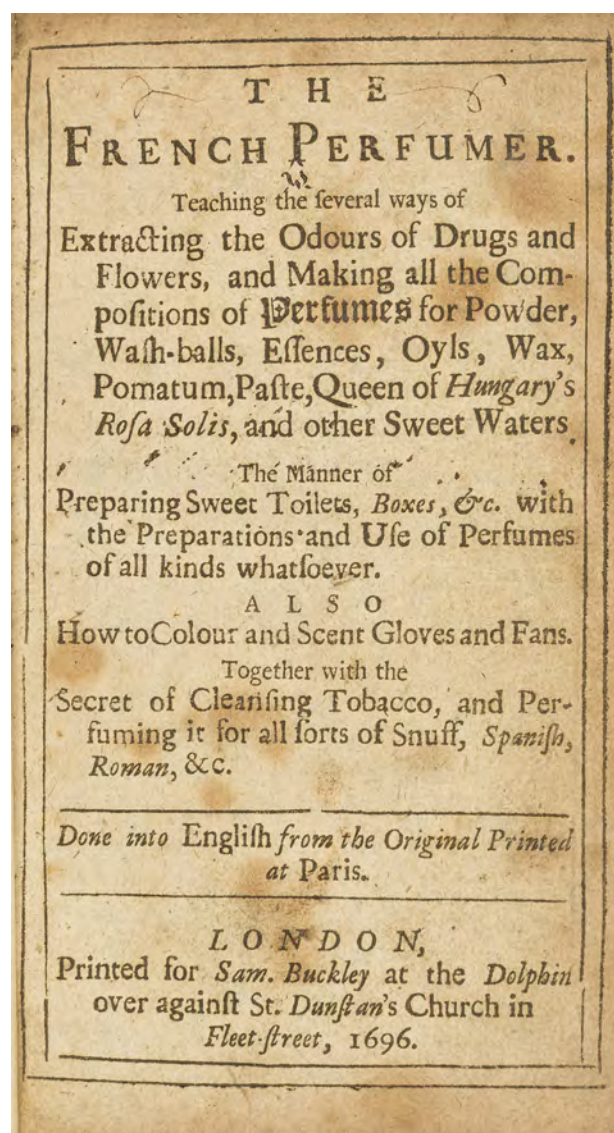 THE
FRENCH PERFUMER.
Teaching the ſeveral ways of
Extracting the Odours of Drugs and
Flowers, and Making all the Com-
poſitions of Perfumes for Powder,
Waſh-balls, Eſſences, Oyls, Wax,
Pomatum, Paſte, Queen of Hungary's
Roſa Solis, and other Sweet Waters.
The Manner of
Preparing Sweet Toilets, Boxes, &c. with
the Preparations and Uſe of Perfumes
of all kinds whatſoever.
ALSO
How to Colour and Scent Gloves and Fans.
Together with the
Secret of Cleanſing Tobacco, and Per-
fuming it for all ſorts of Snuff, Spaniſh,
Roman, &c.
Done into Engliſh from the Original Printed
at Paris.
LONDON,
Printed for Sam. Buckley at the Dolphin
over againſt St. Dunſtan's Church in
Fleet-ſtreet, 1696.